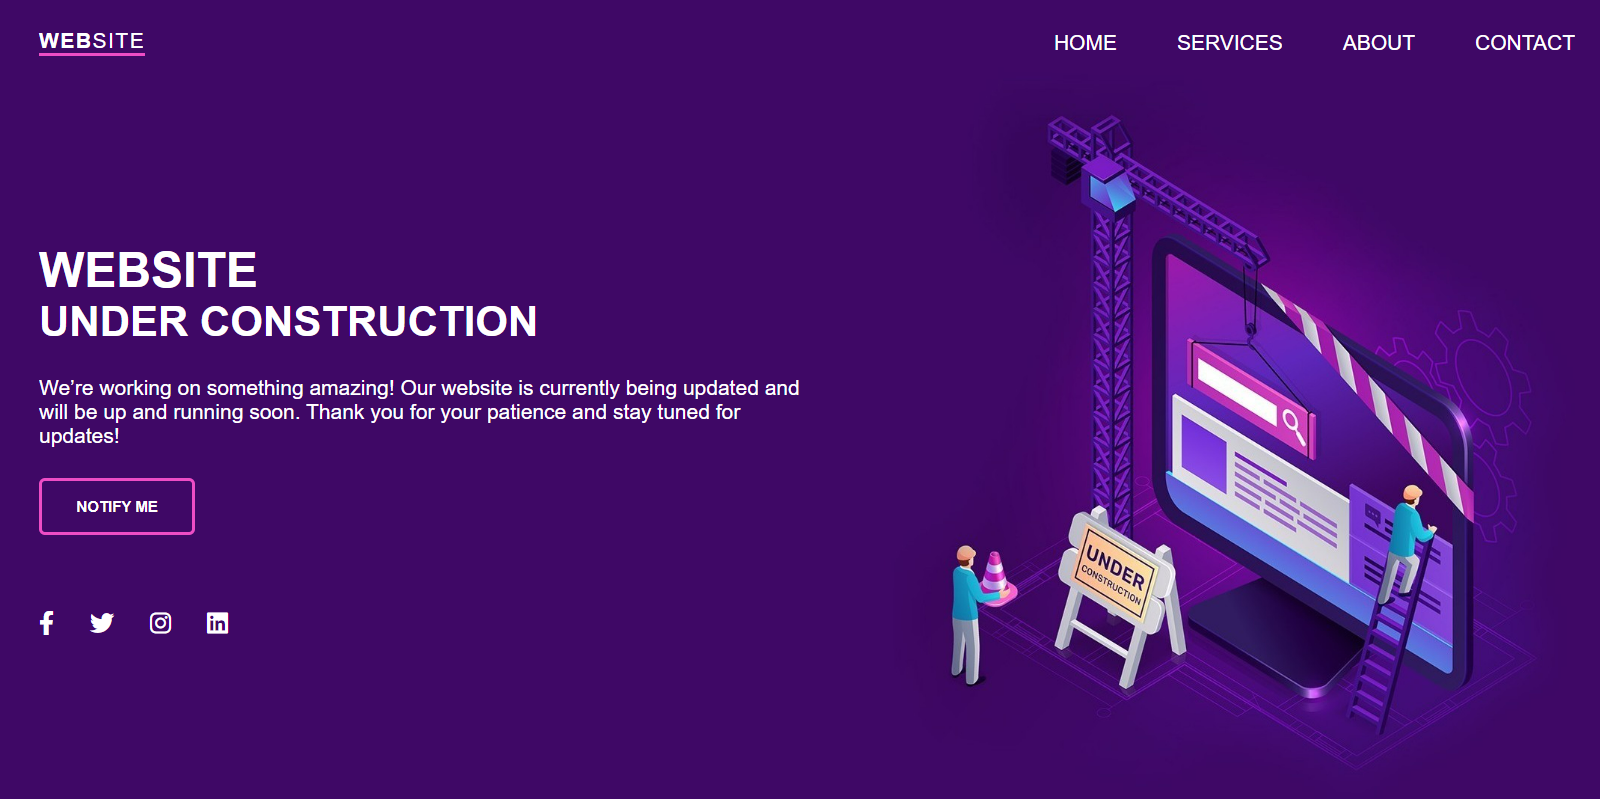 WEBSITE
HOME SERVICES ABOUT CONTACT
WEBSITE
UNDER CONSTRUCTION
We’re working on something amazing! Our website is currently being updated and
will be up and running soon. Thank you for your patience and stay tuned for
updates!
NOTIFY ME
UNDER
CONSTRUCTION